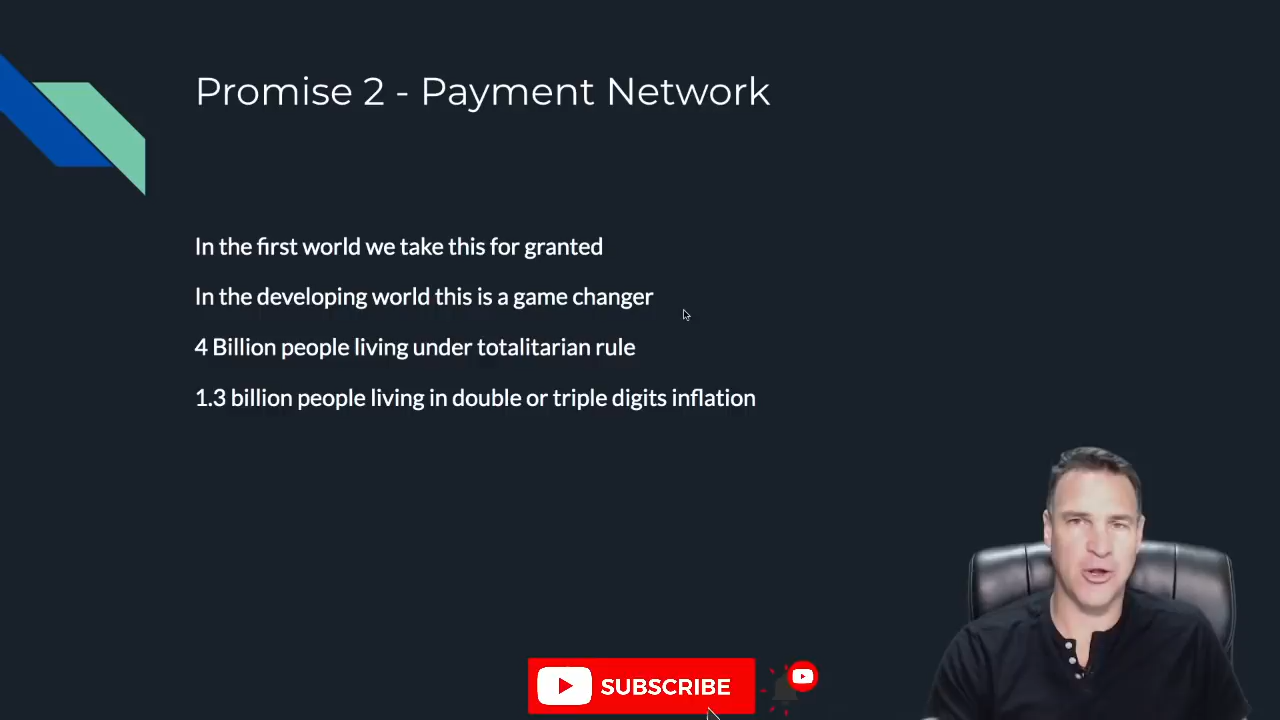 Promise 2 - Payment Network
In the first world we take this for granted
In the developing world this is a game changer
4 Billion people living under totalitarian rule
1.3 billion people living in double or triple digits inflation
SUBSCRIBE